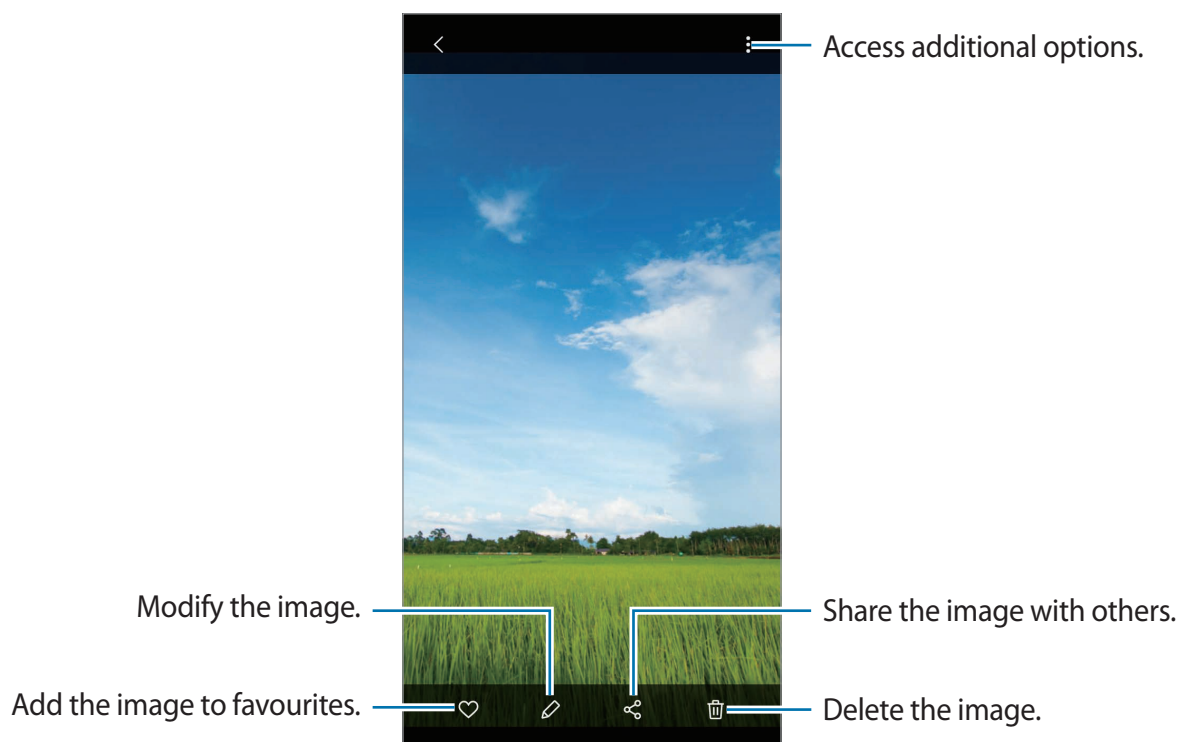 Access additional options.
Modify the image.
Share the image with others.
Add the image to favourites.
Delete the image.